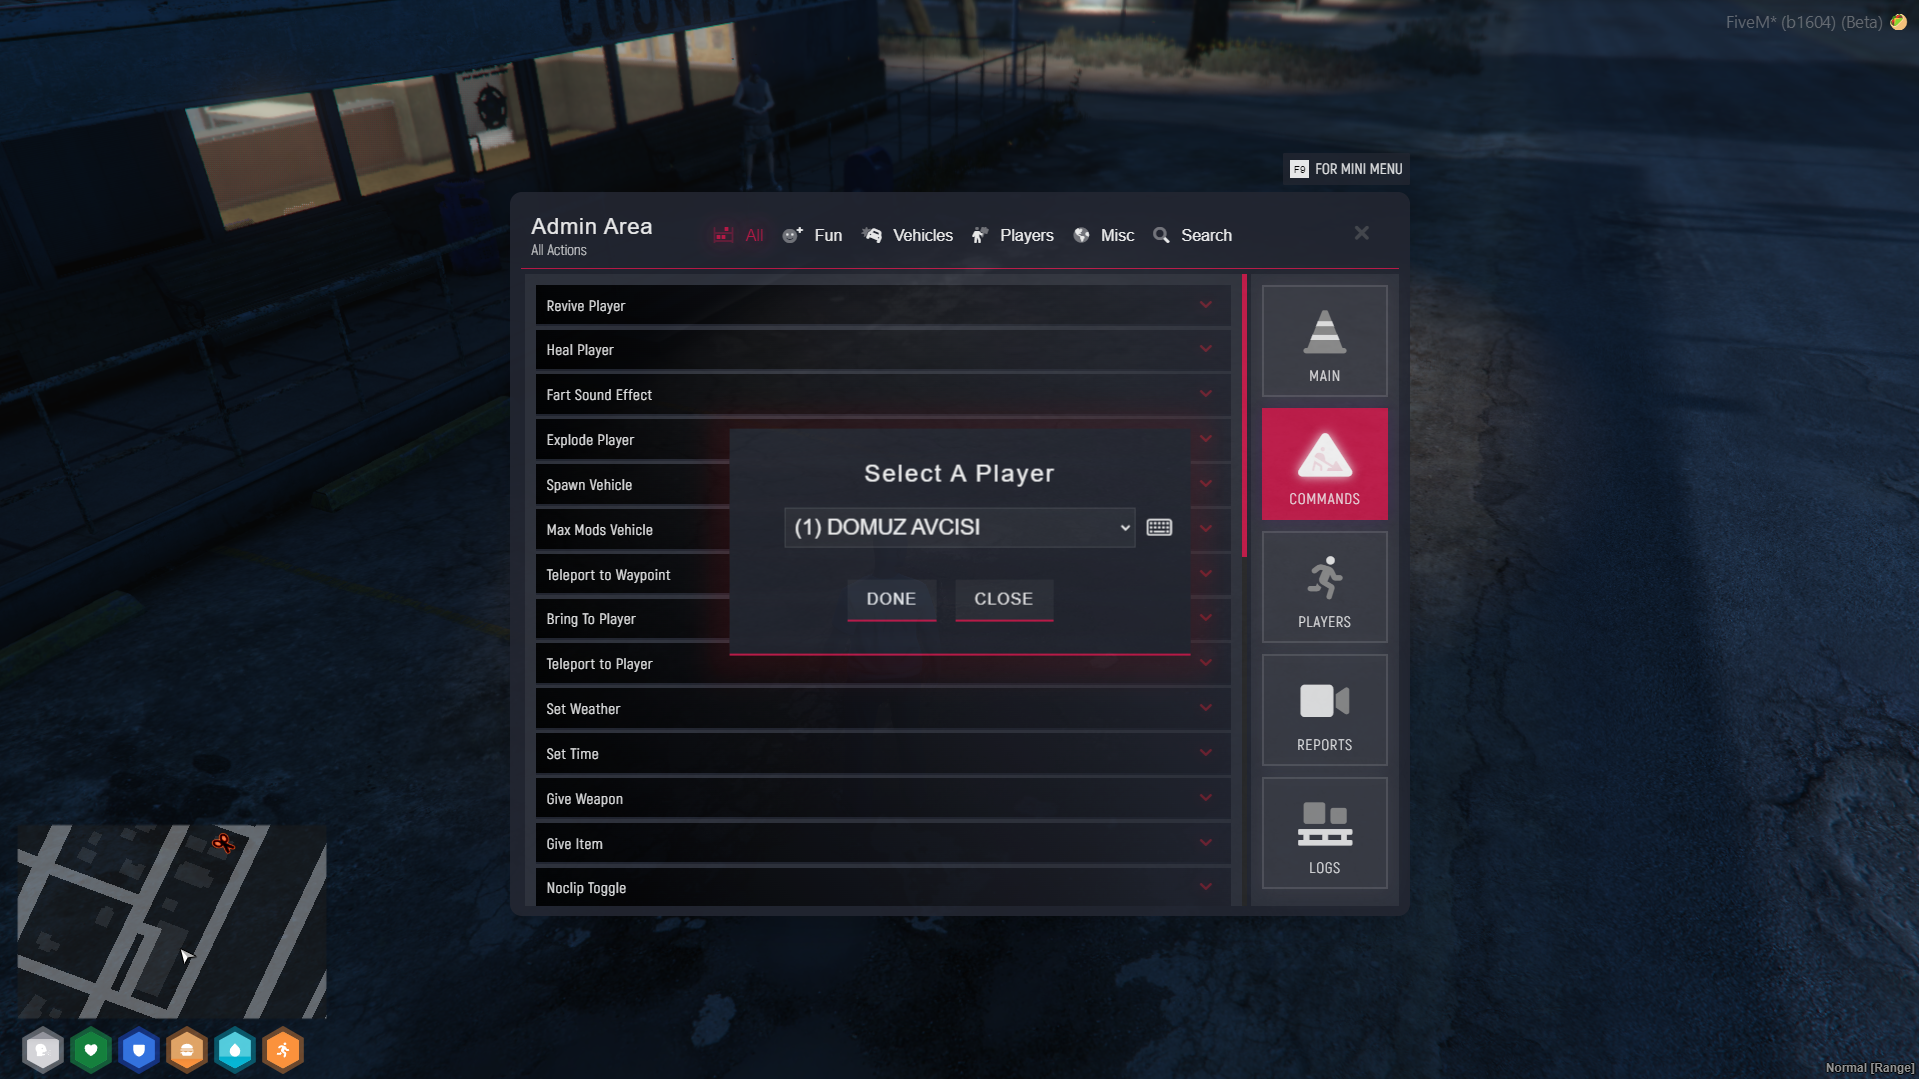 COUNTY
FiveM* (b1604) (Beta)
F9 FOR MINI MENU
Admin Area
All Actions
All Fun Vehicles Players Misc Search
Revive Player
Heal Player
Fart Sound Effect
Explode Player
Spawn Vehicle
Max Mods Vehicle
Teleport to Waypoint
Bring To Player
Teleport to Player
Set Weather
Set Time
Give Weapon
Give Item
Noclip Toggle
Select A Player
(1) DOMUZ AVCISI
DONE CLOSE
MAIN
COMMANDS
PLAYERS
REPORTS
LOGS
Normal [Range]